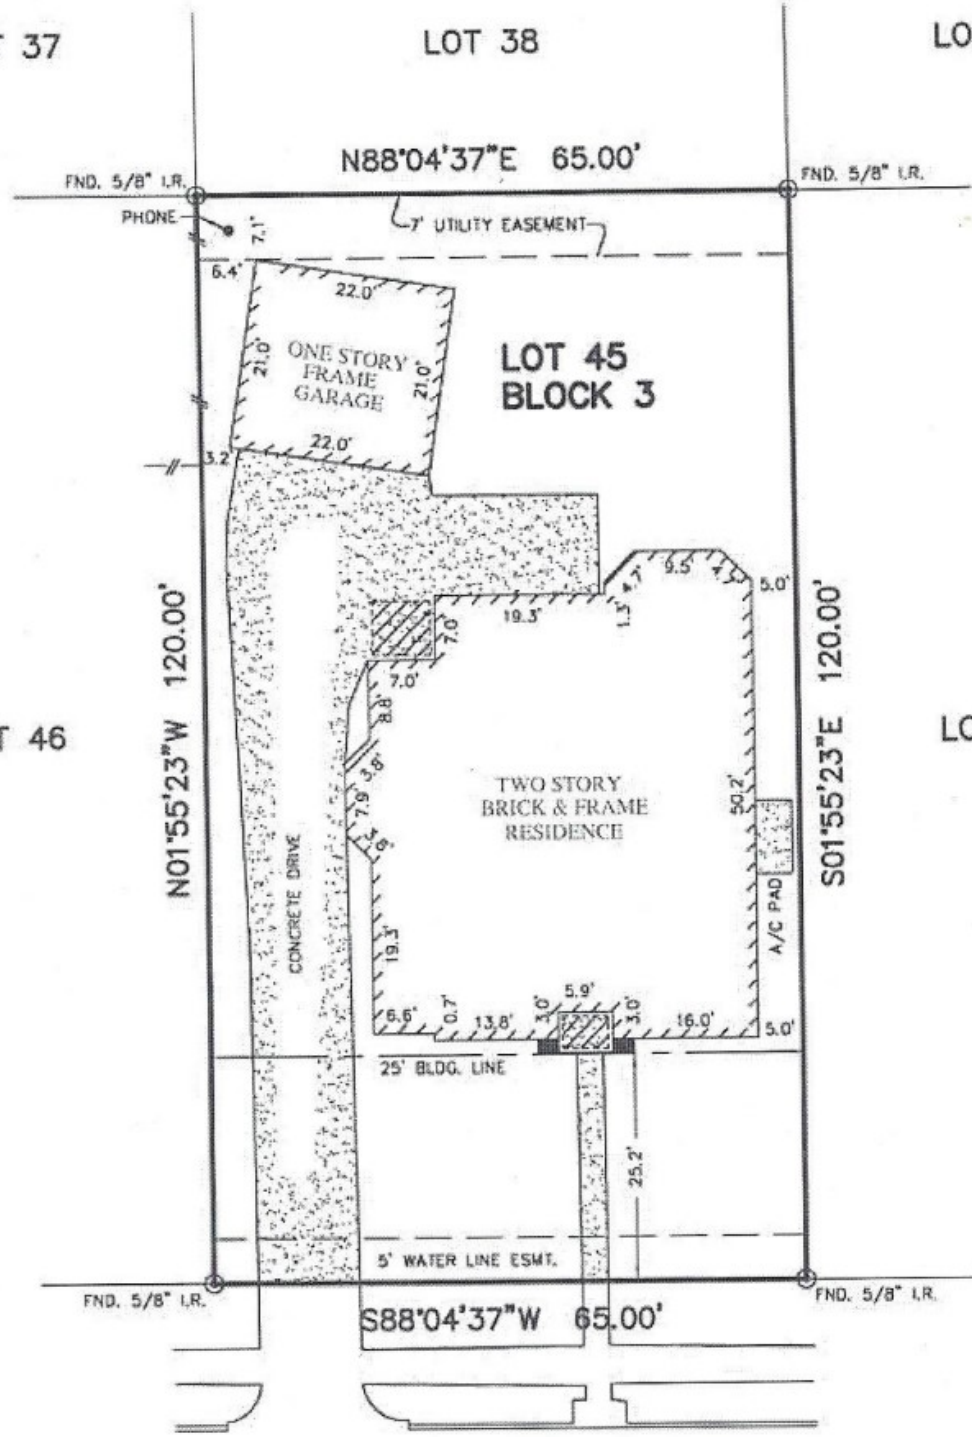 T 37
LOT 38
LO
N88°04'37"E 65.00'
FND. 5/8" I.R.
FND. 5/8" I.R.
PHONE
7.1'
7' UTILITY EASEMENT
6.4'
22.0'
21.0'
ONE STORY
FRAME
GARAGE
21.0'
LOT 45
BLOCK 3
22.0'
3.2'
4.7'
9.5'
5.0'
19.3'
1.3'
7.0'
7.0'
8.8'
N01°55'23"W 120.00'
S01°55'23"E 120.00'
T 46
LO
3.8'
7.9'
3.6'
TWO STORY
BRICK & FRAME
RESIDENCE
50.2'
CONCRETE DRIVE
A/C PAD
19.3'
6.6'
0.7'
13.8'
3.0'
5.9'
3.0'
16.0'
5.0'
25' BLDG. LINE
25.2'
5' WATER LINE ESMT.
FND. 5/8" I.R.
FND. 5/8" I.R.
S88°04'37"W 65.00'